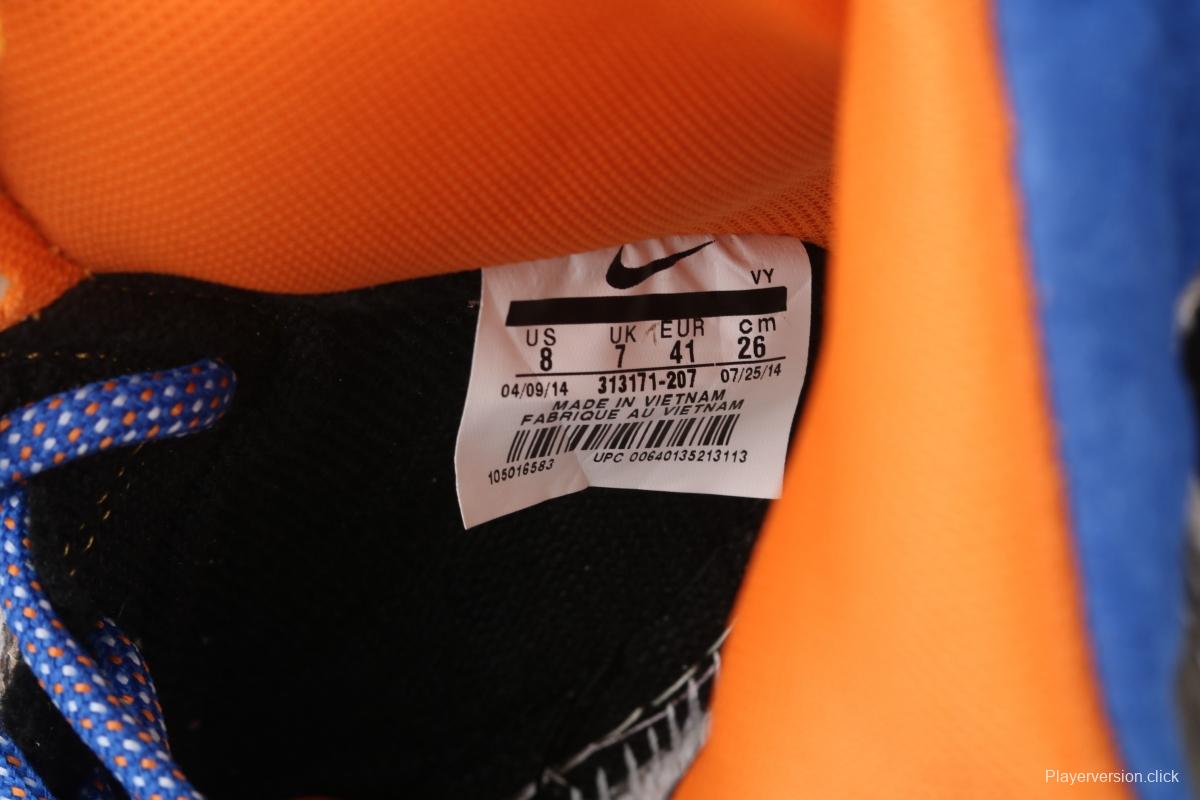 VY
US UK EUR cm
8 7 41 26
04/09/14 313171-207 07/25/14
MADE IN VIETNAM
FABRIQUE AU VIETNAM
105016583 UPC 00640135213113
Playerversion.click